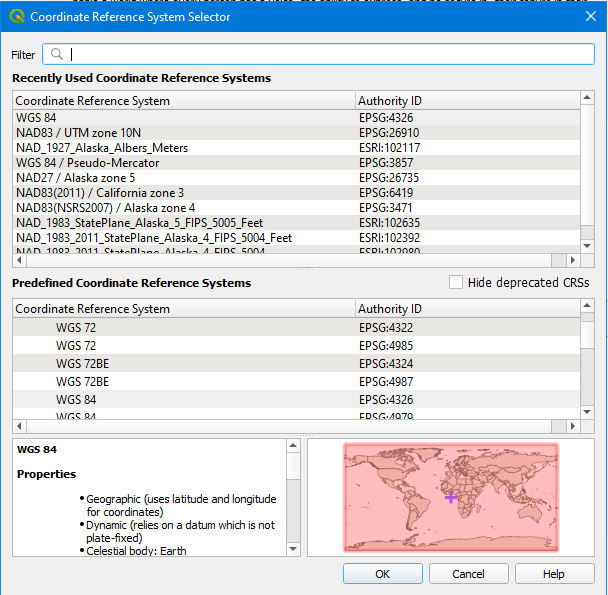 Coordinate Reference System Selector
Filter
Recently Used Coordinate Reference Systems
Coordinate Reference System Authority ID
WGS 84 EPSG:4326
NAD83 / UTM zone 10N EPSG:26910
NAD_1927_Alaska_Albers_Meters ESRI:102117
WGS 84 / Pseudo-Mercator EPSG:3857
NAD27 / Alaska zone 5 EPSG:26735
NAD83(2011) / California zone 3 EPSG:6419
NAD83(NSRS2007) / Alaska zone 4 EPSG:3471
NAD_1983_StatePlane_Alaska_5_FIPS_5005_Feet ESRI:102635
NAD_1983_2011_StatePlane_Alaska_4_FIPS_5004_Feet ESRI:102392
NAD_1983_2011_StatePlane_Alaska_4_FIPS_5004
Predefined Coordinate Reference Systems Hide deprecated CRSs
Coordinate Reference System Authority ID
WGS 72 EPSG:4322
WGS 72 EPSG:4985
WGS 72BE EPSG:4324
WGS 72BE EPSG:4987
WGS 84 EPSG:4326
WGS 84 EPSG:4979
WGS 84
Properties
• Geographic (uses latitude and longitude
for coordinates)
• Dynamic (relies on a datum which is not
plate-fixed)
• Celestial body: Earth
OK Cancel Help